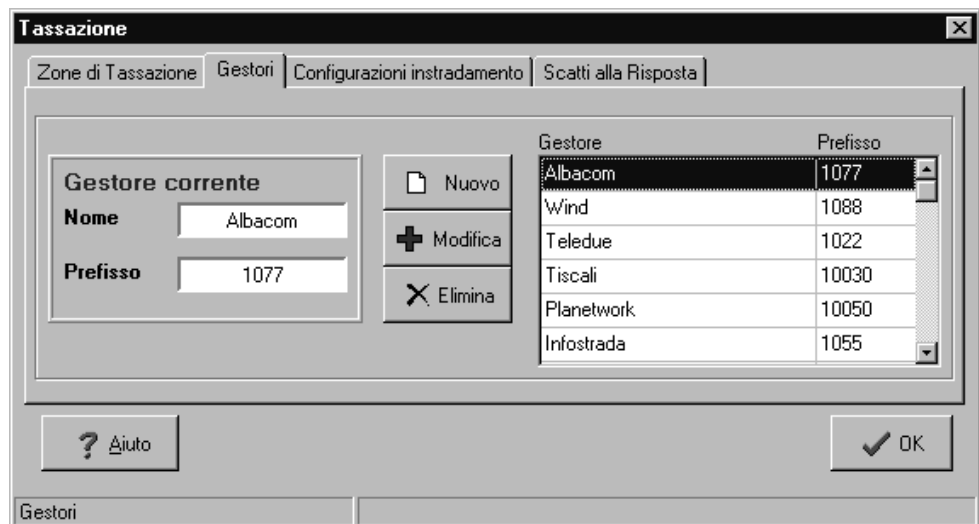 Tassazione
Zone di Tassazione Gestori Configurazioni instradamento Scatti alla Risposta
Gestore corrente
Nome Albacom
Prefisso 1077
Nuovo
Modifica
Elimina
Gestore Prefisso
Albacom 1077
Wind 1088
Teledue 1022
Tiscali 10030
Planetwork 10050
Infostrada 1055
? Aiuto
OK
Gestori